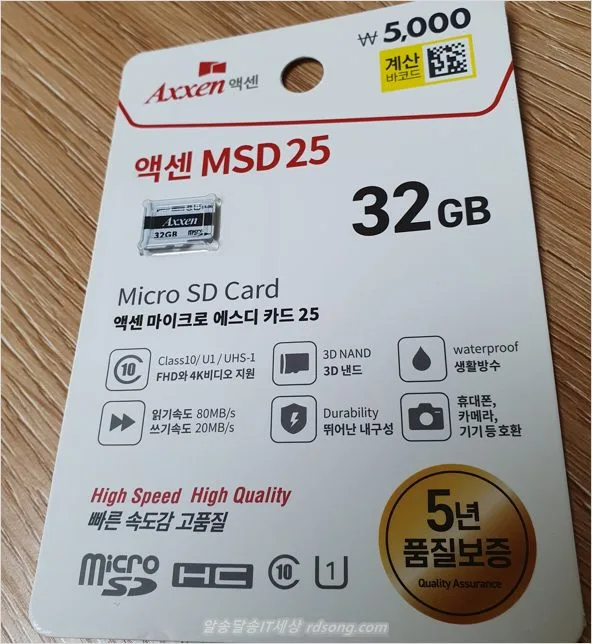 ₩ 5,000
계산
바코드
Axxen 액센
액센 MSD 25
Axxen
32GB
32 GB
Micro SD Card
액센 마이크로 에스디 카드 25
10
Class10/ U1 / UHS-1
FHD와 4K비디오 지원
3D NAND
3D 낸드
waterproof
생활방수
읽기속도 80MB/s
쓰기속도 20MB/s
Durability
뛰어난 내구성
휴대폰,
카메라,
기기 등 호환
High Speed High Quality
빠른 속도감 고품질
5년
품질보증
Quality Assurance
Micro SD HC 10 1
알쏭달쏭IT세상 rdsong.com